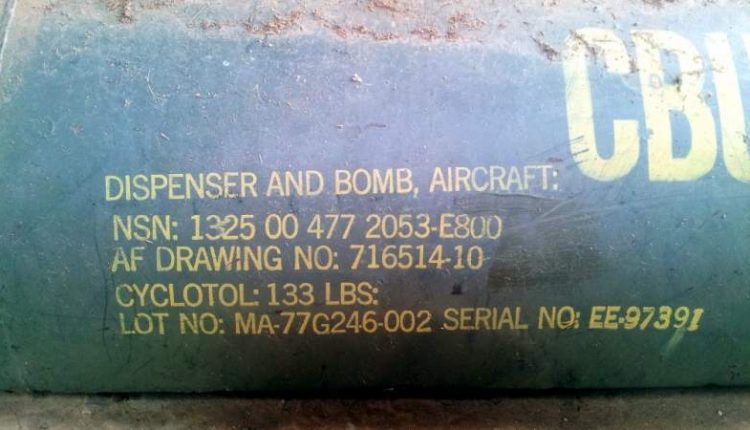 CBU
DISPENSER AND BOMB, AIRCRAFT:
NSN: 1325 00 477 2053-E800
AF DRAWING NO: 716514-10
CYCLOTOL: 133 LBS:
LOT NO: MA-77G246-002 SERIAL NO: EE-97391